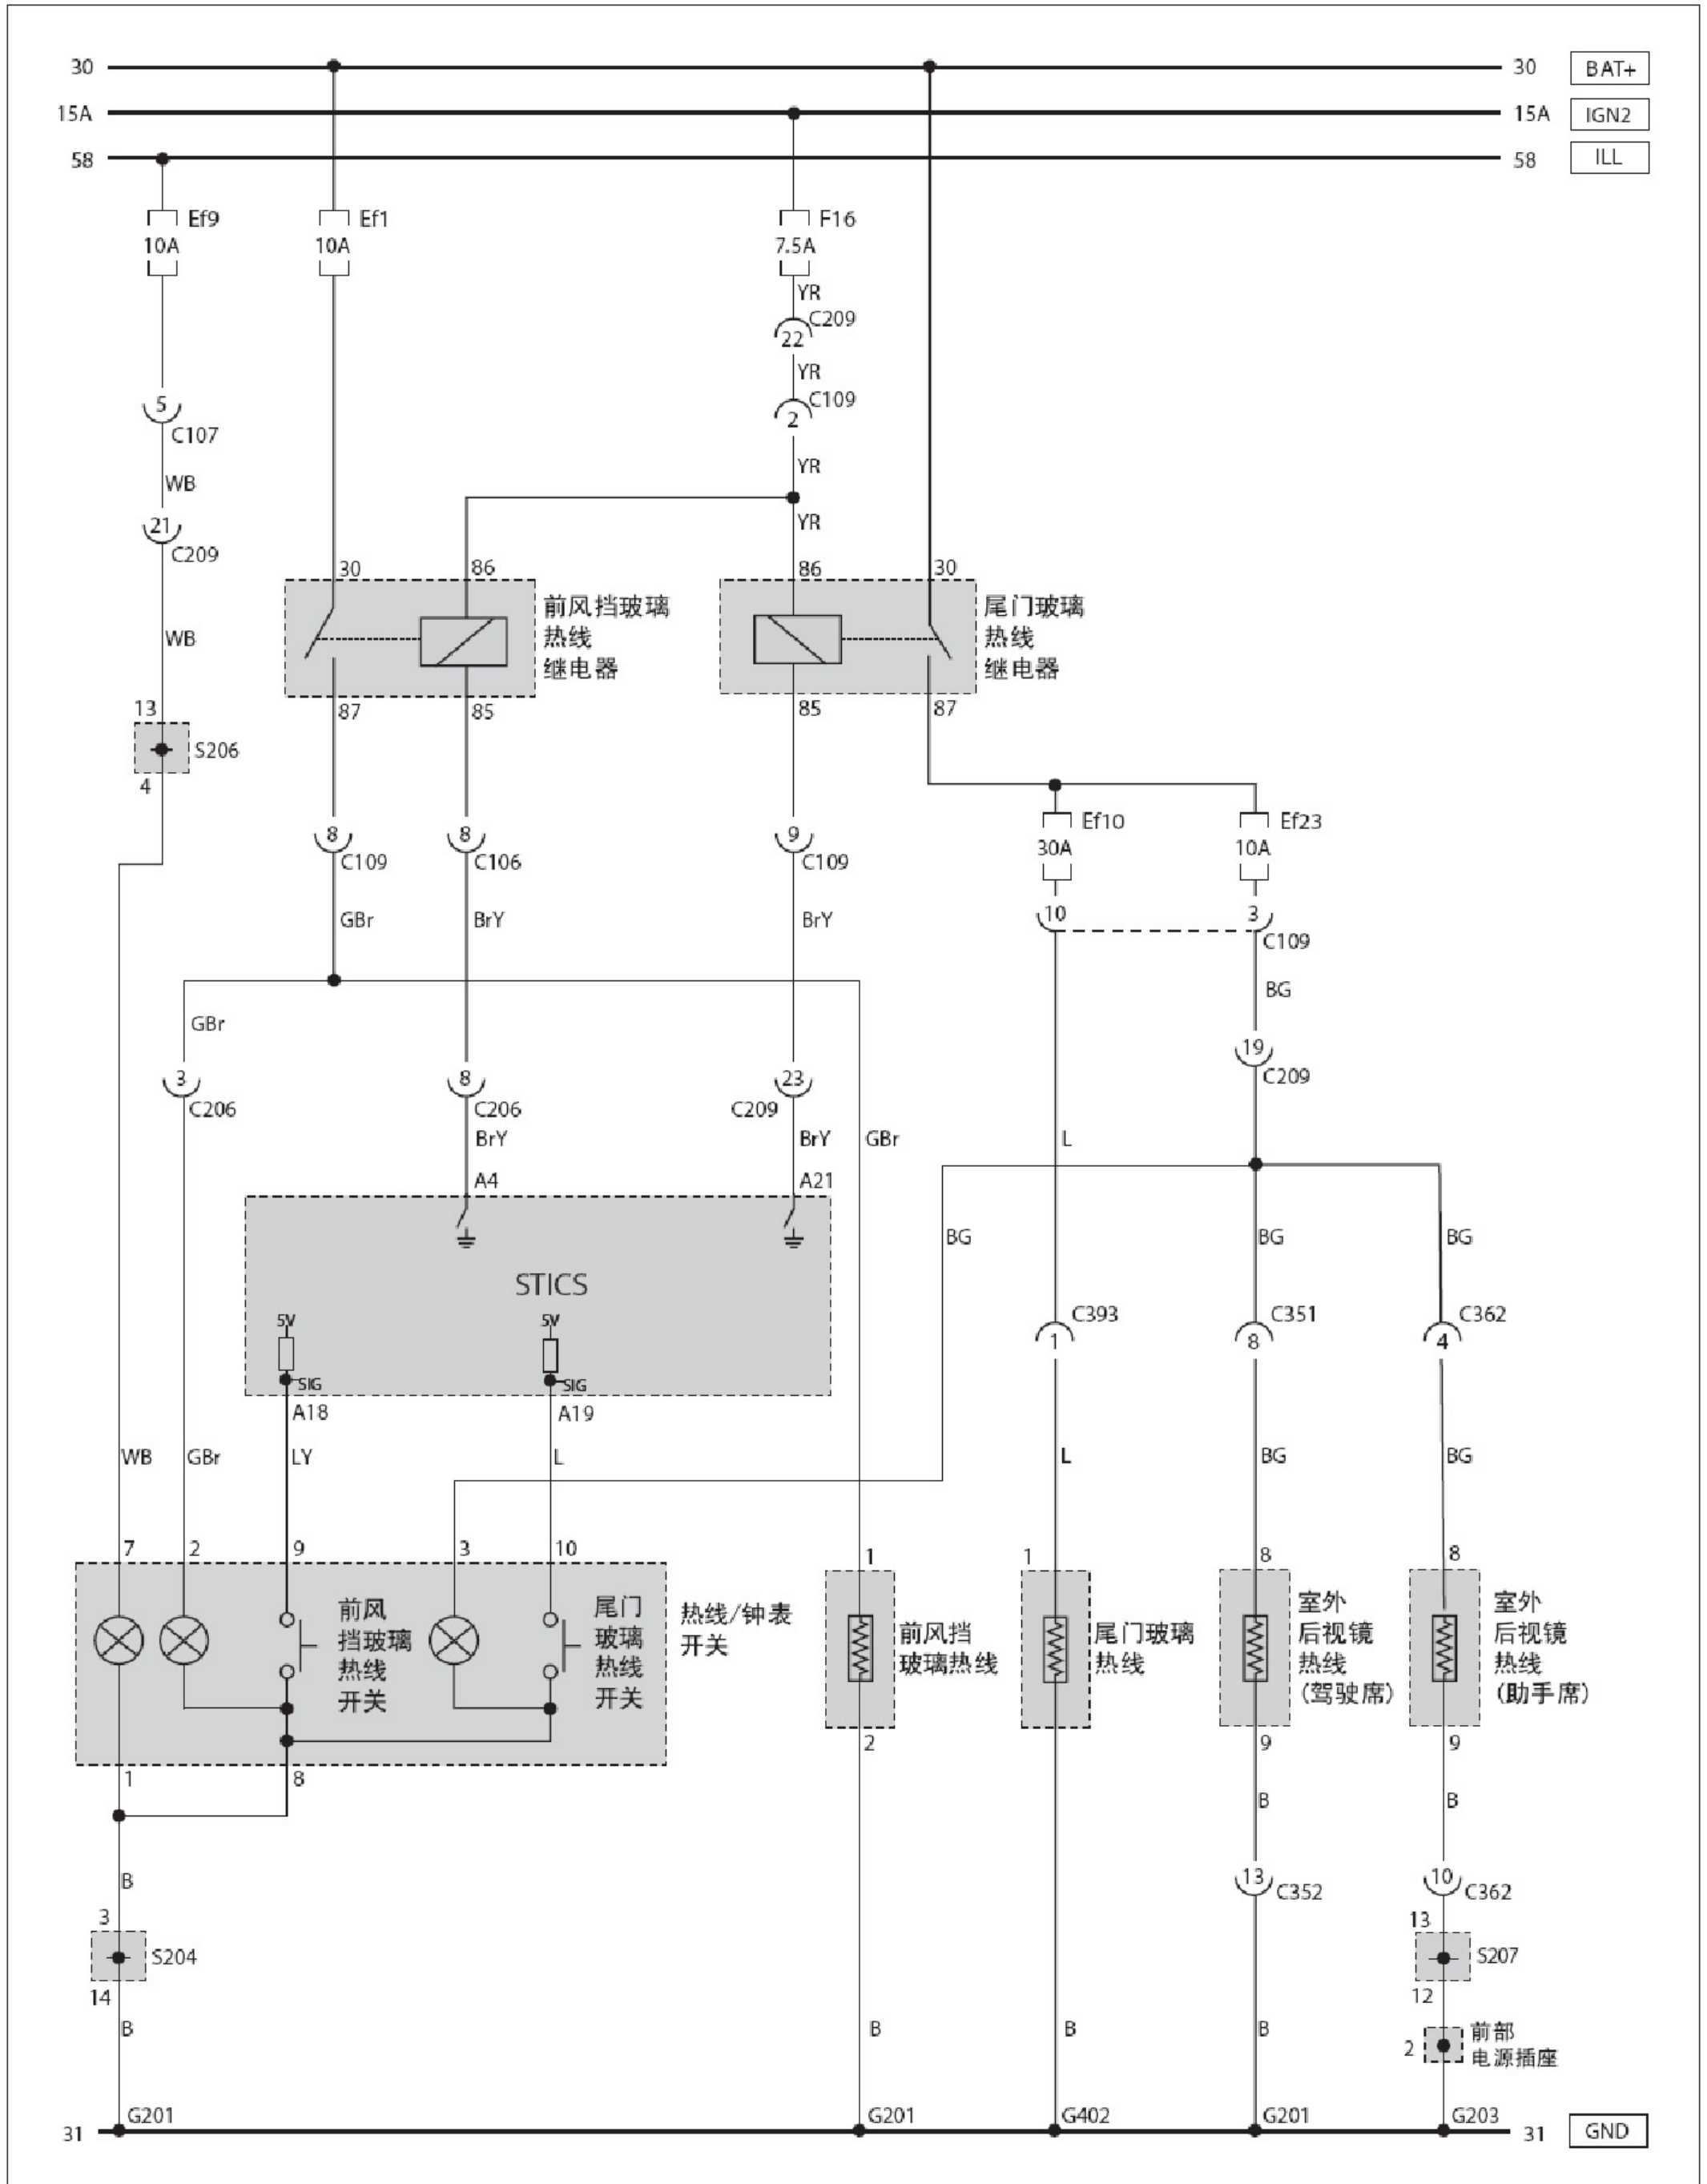 30
30
BAT+
15A
15A
IGN2
58
58
ILL
Ef9
10A
Ef1
10A
F16
7.5A
YR
C209
22
YR
C109
2
5
C107
YR
WB
YR
21
C209
30
86
86
30
前风挡玻璃
热线
继电器
尾门玻璃
热线
继电器
WB
87
85
85
87
13
S206
4
Ef10
30A
Ef23
10A
8
C109
8
C106
9
C109
GBr
BrY
BrY
10
3
C109
BG
GBr
3
C206
8
C206
23
C209
19
C209
BrY
BrY
GBr
L
A4
A21
BG
BG
BG
STICS
5V
5V
SIG
SIG
A18
A19
C393
1
C351
8
C362
4
WB
GBr
LY
L
L
BG
BG
7
2
9
3
10
1
1
8
8
前风
挡玻璃
热线
开关
尾门
玻璃
热线
开关
热线/钟表
开关
前风挡
玻璃热线
尾门玻璃
热线
室外
后视镜
热线
(驾驶席)
室外
后视镜
热线
(助手席)
2
9
9
1
8
B
B
B
13
C352
10
C362
3
S204
14
13
S207
12
B
B
B
B
2
前部
电源插座
31
G201
G201
G402
G201
G203
31
GND